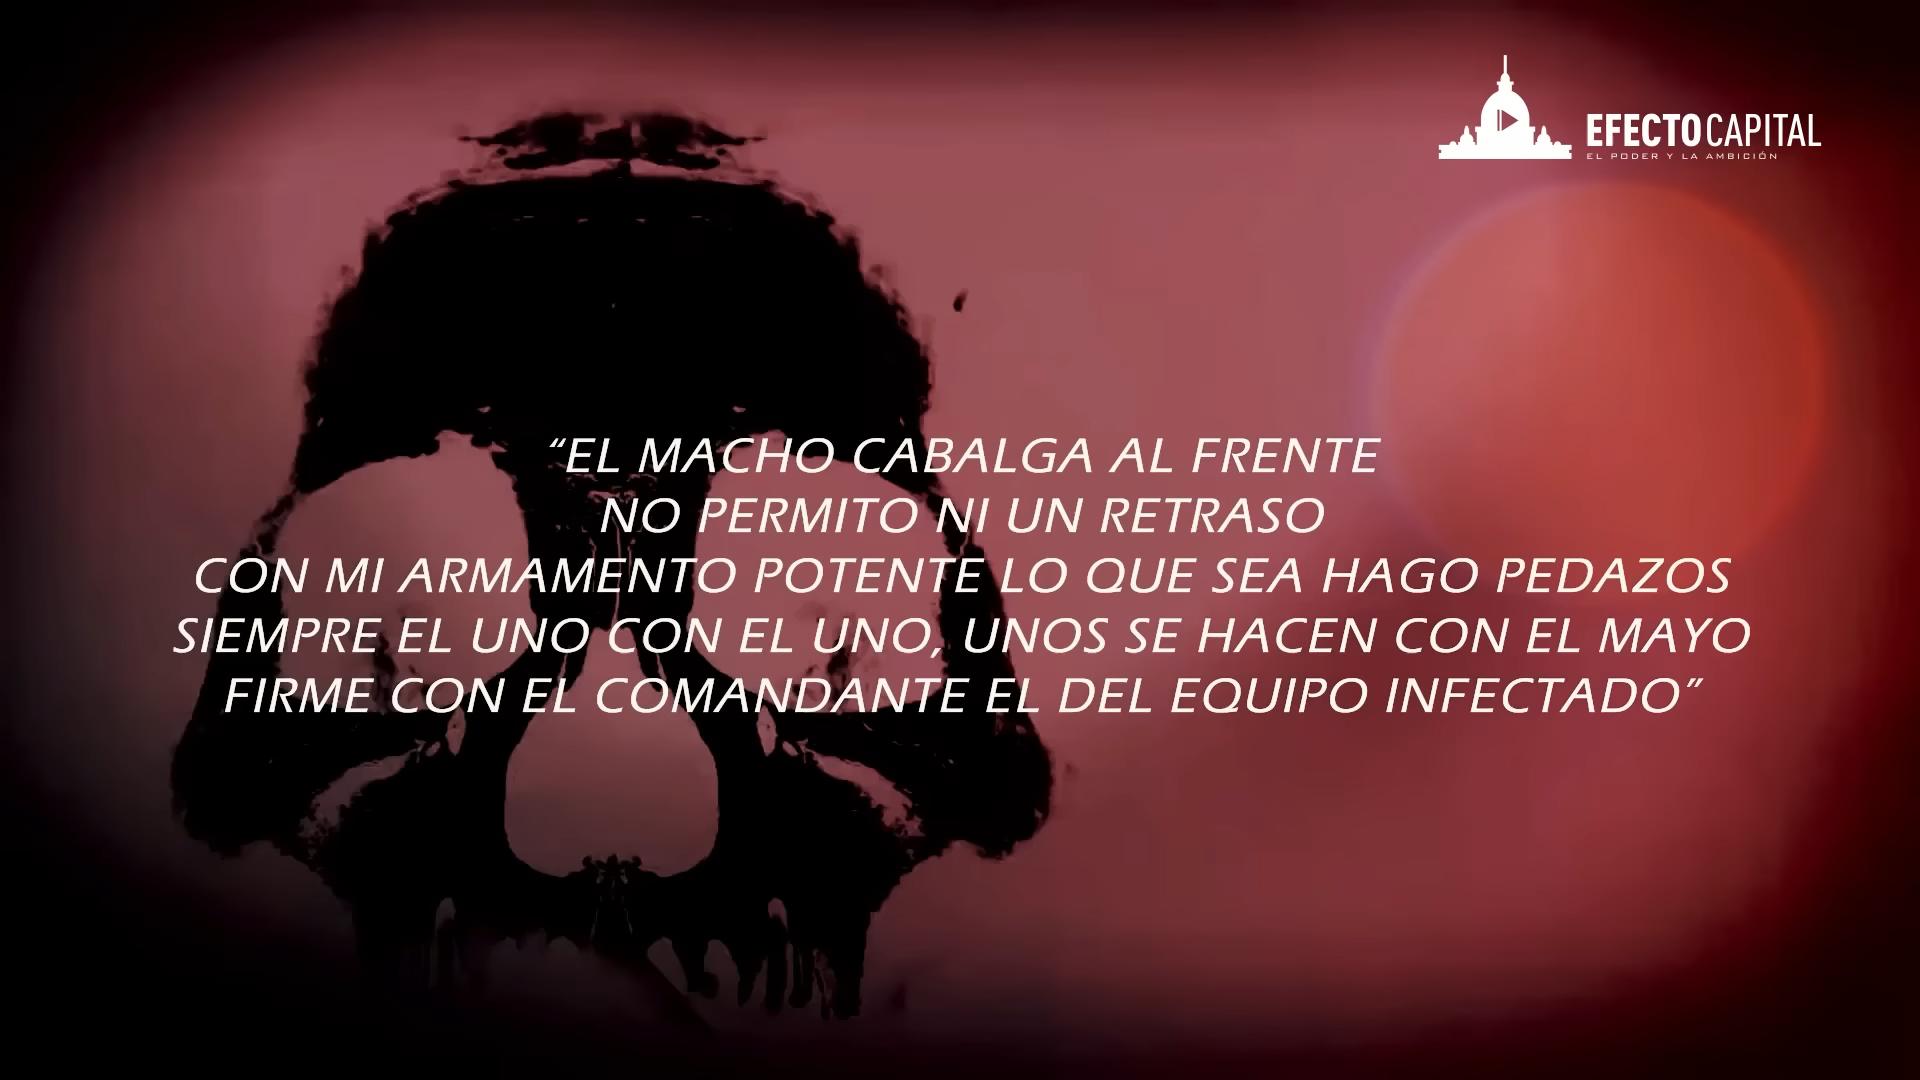 EFECTOCAPITAL
EL PODER Y LA AMBICIÓN
“EL MACHO CABALGA AL FRENTE
NO PERMITO NI UN RETRASO
CON MI ARMAMENTO POTENTE LO QUE SEA HAGO PEDAZOS
SIEMPRE EL UNO CON EL UNO, UNOS SE HACEN CON EL MAYO
FIRME CON EL COMANDANTE EL DEL EQUIPO INFECTADO”